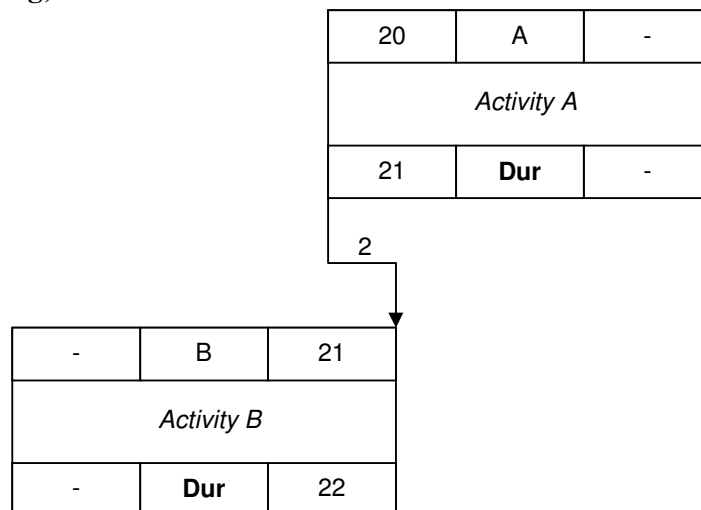 g,
20 A -
Activity A
21 Dur -
2
- B 21
Activity B
- Dur 22